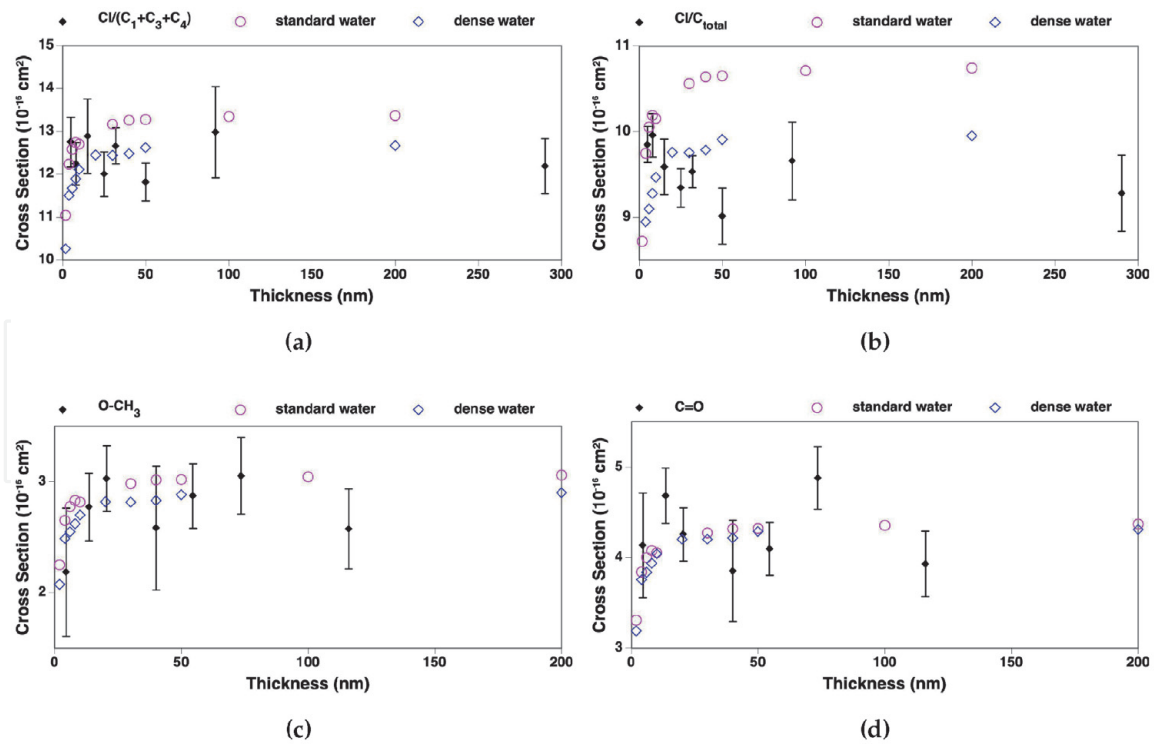 Cl/(C₁+C₃+C₄) standard water dense water
15
14
13
12
11
10
Cross Section (10⁻¹⁶ cm²)
0 50 100 150 200 250 300
Thickness (nm)
(a)
Cl/Ctotal standard water dense water
11
10
9
Cross Section (10⁻¹⁶ cm²)
0 50 100 150 200 250 300
Thickness (nm)
(b)
O-CH₃ standard water dense water
3
2
Cross Section (10⁻¹⁶ cm²)
0 50 100 150 200
Thickness (nm)
(c)
C=O standard water dense water
5
4
3
Cross Section (10⁻¹⁶ cm²)
0 50 100 150 200
Thickness (nm)
(d)